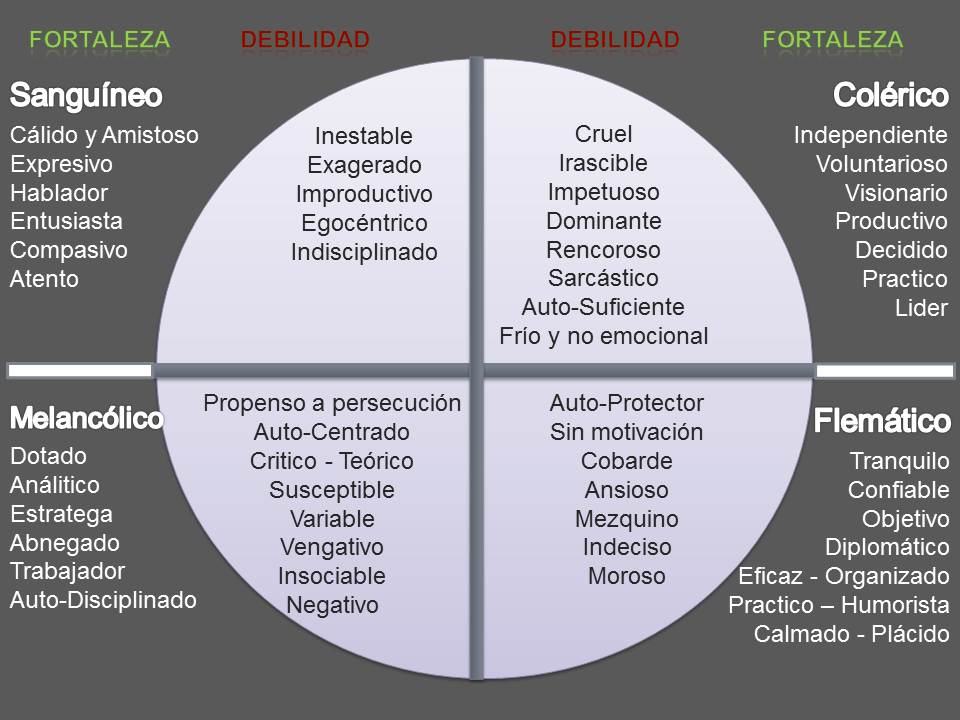 FORTALEZA
DEBILIDAD
DEBILIDAD
FORTALEZA
Sanguíneo
Cálido y Amistoso
Expresivo
Hablador
Entusiasta
Compasivo
Atento
Inestable
Exagerado
Improductivo
Egocéntrico
Indisciplinado
Cruel
Irascible
Impetuoso
Dominante
Rencoroso
Sarcástico
Auto-Suficiente
Frío y no emocional
Colérico
Independiente
Voluntarioso
Visionario
Productivo
Decidido
Practico
Lider
Melancólico
Dotado
Análitico
Estratega
Abnegado
Trabajador
Auto-Disciplinado
Propenso a persecución
Auto-Centrado
Critico - Teórico
Susceptible
Variable
Vengativo
Insociable
Negativo
Auto-Protector
Sin motivación
Cobarde
Ansioso
Mezquino
Indeciso
Moroso
Flemático
Tranquilo
Confiable
Objetivo
Diplomático
Eficaz - Organizado
Practico – Humorista
Calmado - Plácido